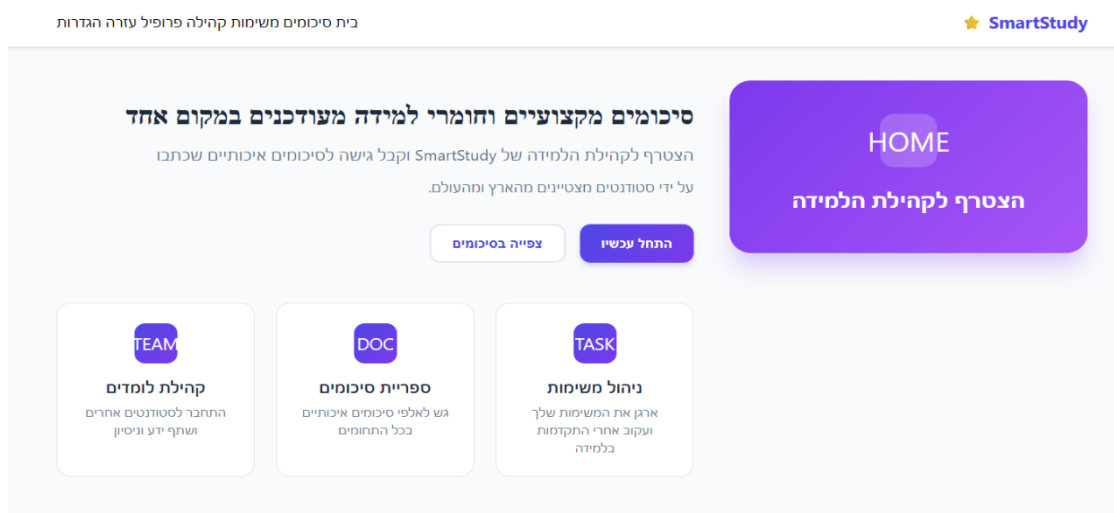 SmartStudy
בית סיכומים משימות קהילה פרופיל עזרה הגדרות
HOME
הצטרף לקהילת הלמידה
סיכומים מקצועיים וחומרי למידה מעודכנים במקום אחד
הצטרף לקהילת הלמידה של SmartStudy וקבל גישה לסיכומים איכותיים שכתבו
על ידי סטודנטים מצטיינים מהארץ ומהעולם.
התחל עכשיו
צפייה בסיכומים
TASK
ניהול משימות
ארגן את המשימות שלך
ועקוב אחרי התקדמות
בלמידה
DOC
ספריית סיכומים
גש לאלפי סיכומים איכותיים
בכל התחומים
TEAM
קהילת לומדים
התחבר לסטודנטים אחרים
ושתף ידע וניסיון